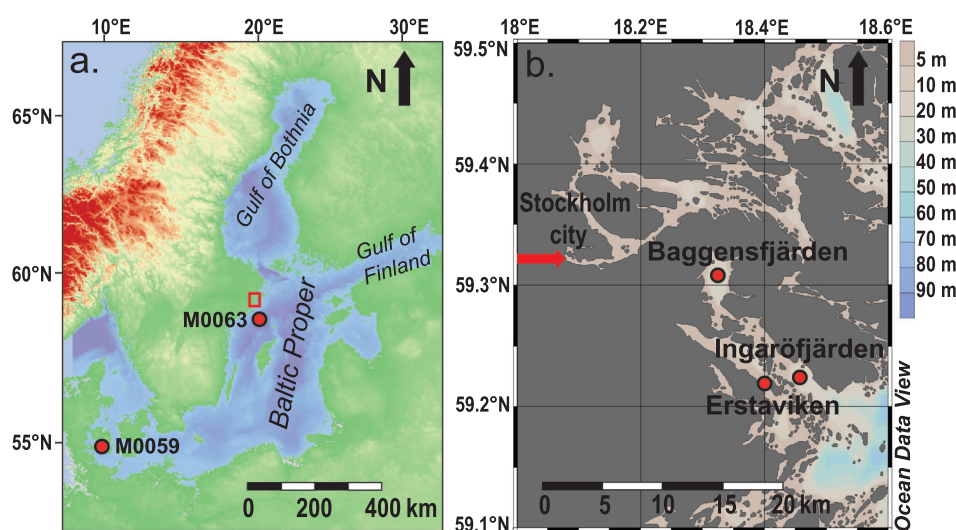 10°E 20°E 30°E
a.
N
65°N
60°N
55°N
Gulf of Bothnia
Gulf of
Finland
M0063
Baltic Proper
M0059
0 200 400 km
18° 18.2° 18.4° 18.6°
59.5°N
59.4°N
59.3°N
59.2°N
59.1°N
b.
N
Stockholm
city
Baggensfjärden
Ingaröfjärden
Erstaviken
0 5 10 15 20 km
5 m
10 m
20 m
30 m
40 m
50 m
60 m
70 m
80 m
90 m
Ocean Data View